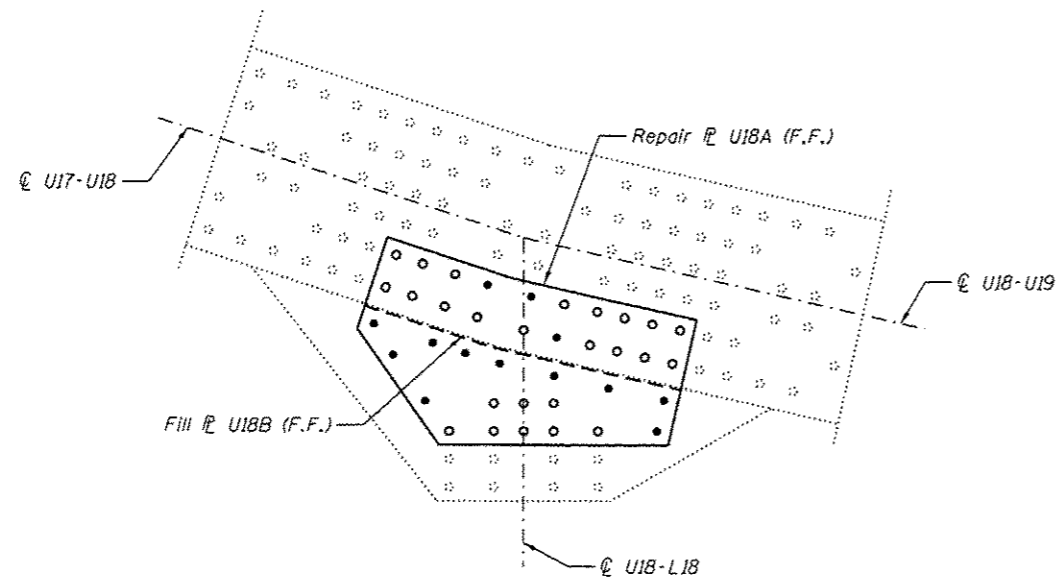 Repair ⅊ U18A (F.F.)
℄ U17-U18
℄ U18-U19
Fill ⅊ U18B (F.F.)
℄ U18-L18